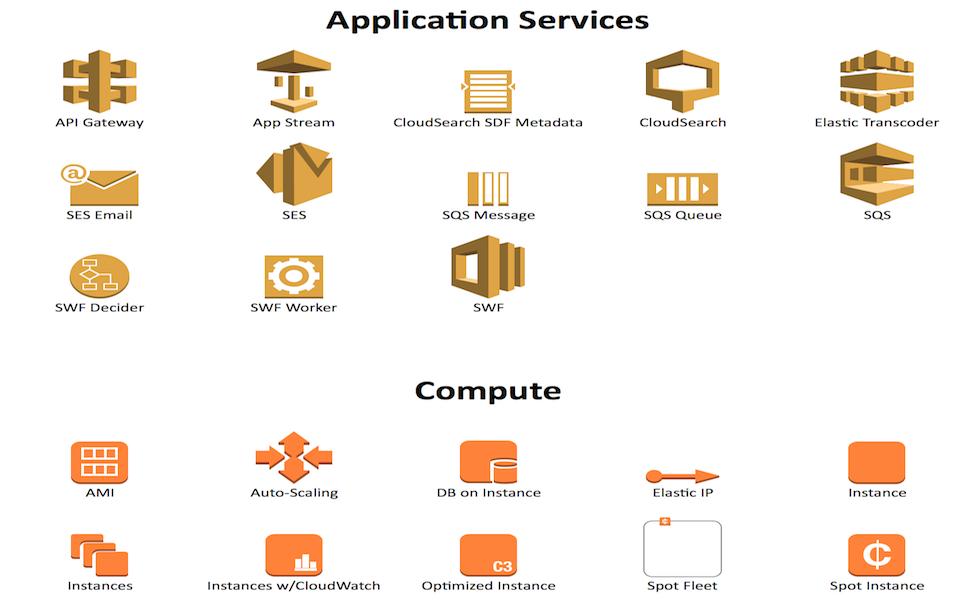 Application Services
API Gateway
App Stream
CloudSearch SDF Metadata
CloudSearch
Elastic Transcoder
@
SES Email
SES
SQS Message
SQS Queue
SQS
SWF Decider
SWF Worker
SWF
Compute
AMI
Auto-Scaling
DB on Instance
Elastic IP
Instance
Instances
Instances w/CloudWatch
C3
Optimized Instance
¢
Spot Fleet
¢
Spot Instance